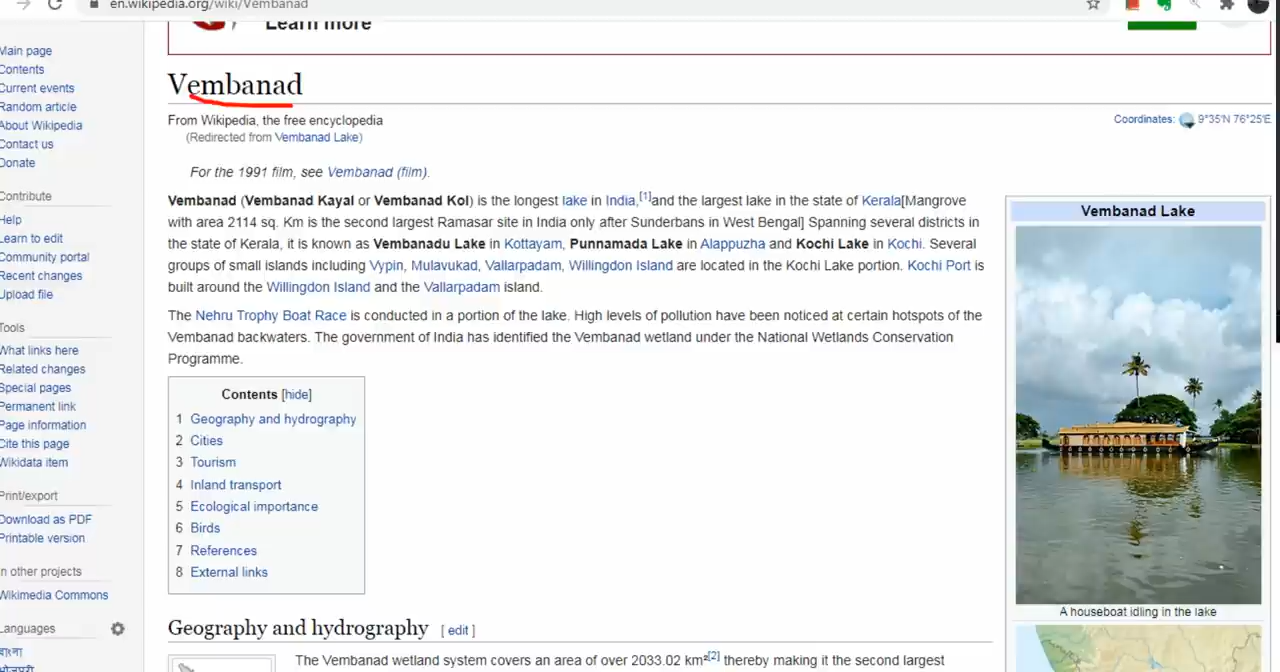 en.wikipedia.org/wiki/Vembanad
Learn more
Main page
Contents
Current events
Random article
About Wikipedia
Contact us
Donate
Contribute
Help
Learn to edit
Community portal
Recent changes
Upload file
Tools
What links here
Related changes
Special pages
Permanent link
Page information
Cite this page
Wikidata item
Print/export
Download as PDF
Printable version
In other projects
Wikimedia Commons
Languages
বাংলা
भोजपुरी
Vembanad
From Wikipedia, the free encyclopedia
(Redirected from Vembanad Lake)
Coordinates: 9°35′N 76°25′E
For the 1991 film, see Vembanad (film).
Vembanad (Vembanad Kayal or Vembanad Kol) is the longest lake in India,[1]and the largest lake in the state of Kerala[Mangrove
with area 2114 sq. Km is the second largest Ramasar site in India only after Sunderbans in West Bengal] Spanning several districts in
the state of Kerala, it is known as Vembanadu Lake in Kottayam, Punnamada Lake in Alappuzha and Kochi Lake in Kochi. Several
groups of small islands including Vypin, Mulavukad, Vallarpadam, Willingdon Island are located in the Kochi Lake portion. Kochi Port is
built around the Willingdon Island and the Vallarpadam island.
The Nehru Trophy Boat Race is conducted in a portion of the lake. High levels of pollution have been noticed at certain hotspots of the
Vembanad backwaters. The government of India has identified the Vembanad wetland under the National Wetlands Conservation
Programme.
Contents [hide]
1 Geography and hydrography
2 Cities
3 Tourism
4 Inland transport
5 Ecological importance
6 Birds
7 References
8 External links
Geography and hydrography [ edit ]
The Vembanad wetland system covers an area of over 2033.02 km²[2] thereby making it the second largest
Vembanad Lake
A houseboat idling in the lake